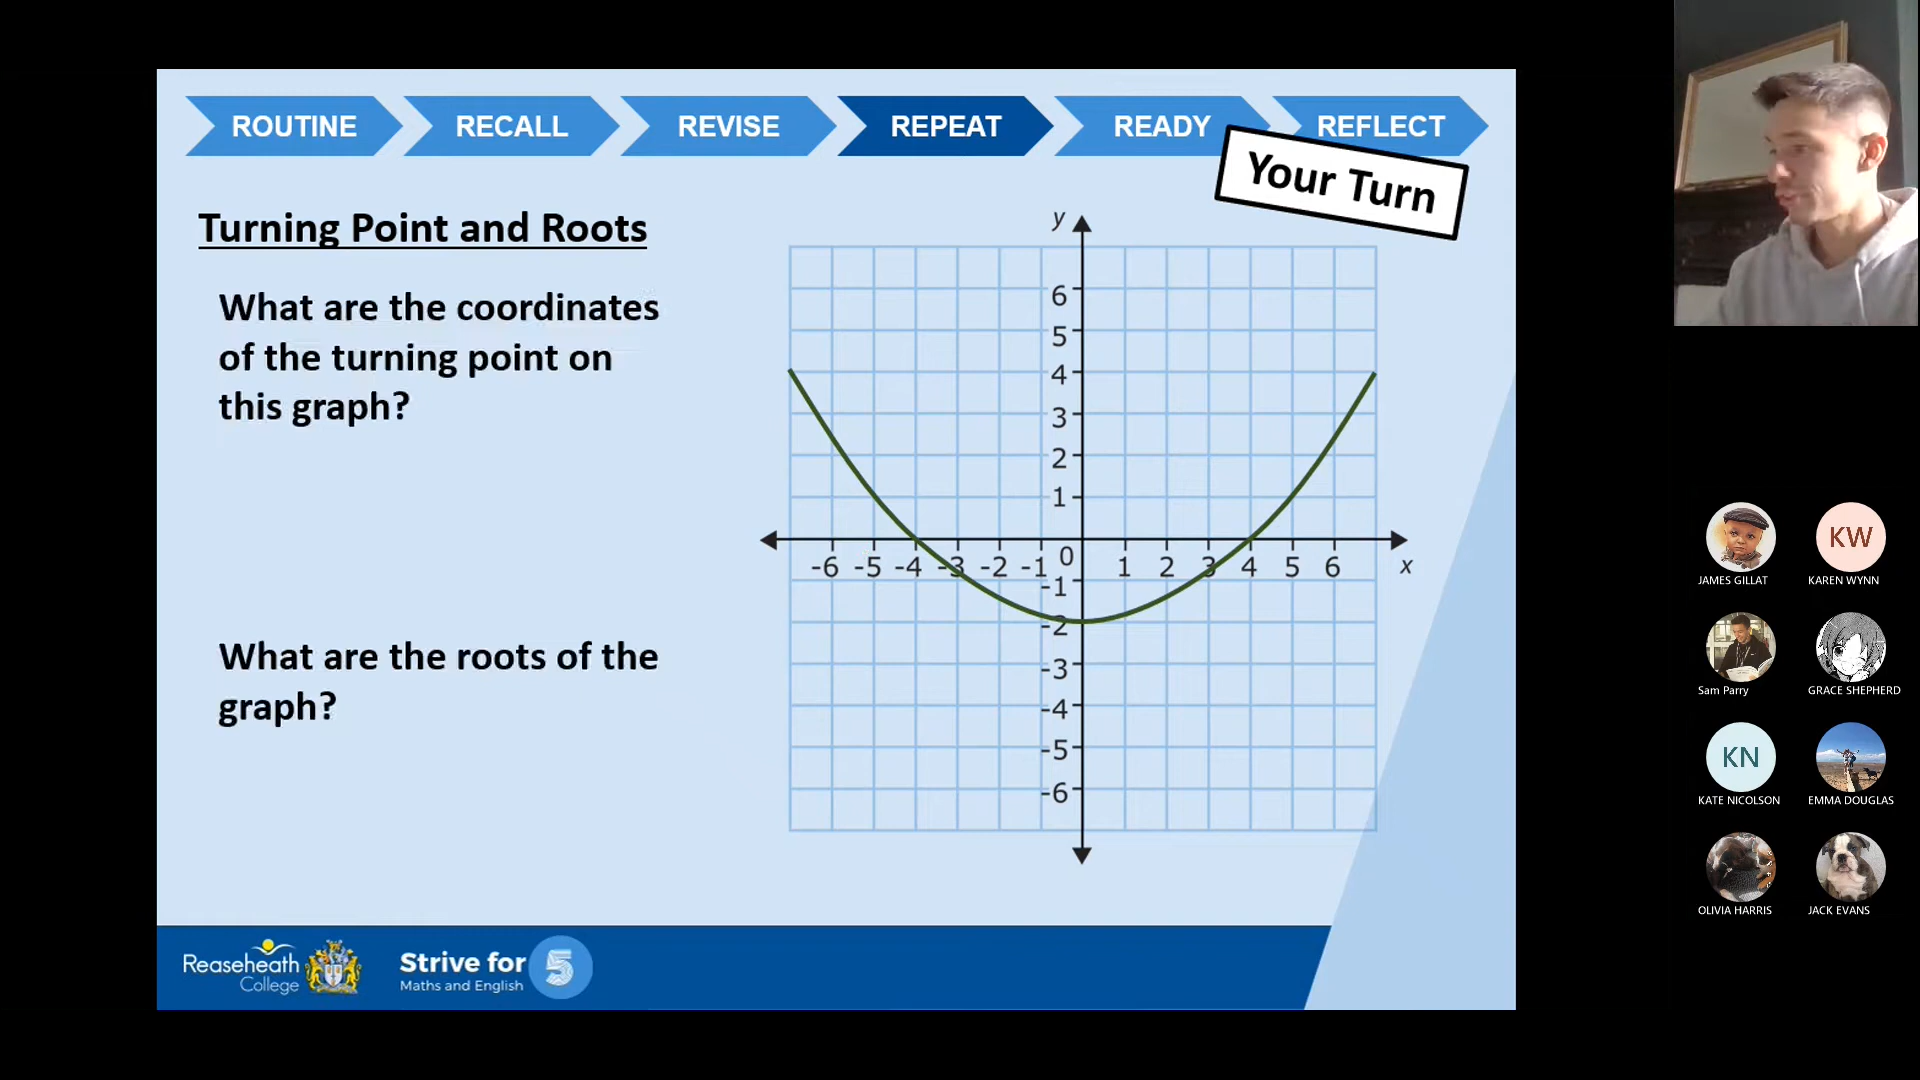 ROUTINE
RECALL
REVISE
REPEAT
READY
REFLECT
Your Turn
Turning Point and Roots
What are the coordinates
of the turning point on
this graph?
What are the roots of the
graph?
y
6
5
4
3
2
1
-6 -5 -4 -3 -2 -1 0 1 2 3 4 5 6 x
-1
-2
-3
-4
-5
-6
Reaseheath
College
Strive for 5
Maths and English
KW
JAMES GILLAT
KAREN WYNN
Sam Parry
GRACE SHEPHERD
KN
KATE NICOLSON
EMMA DOUGLAS
OLIVIA HARRIS
JACK EVANS